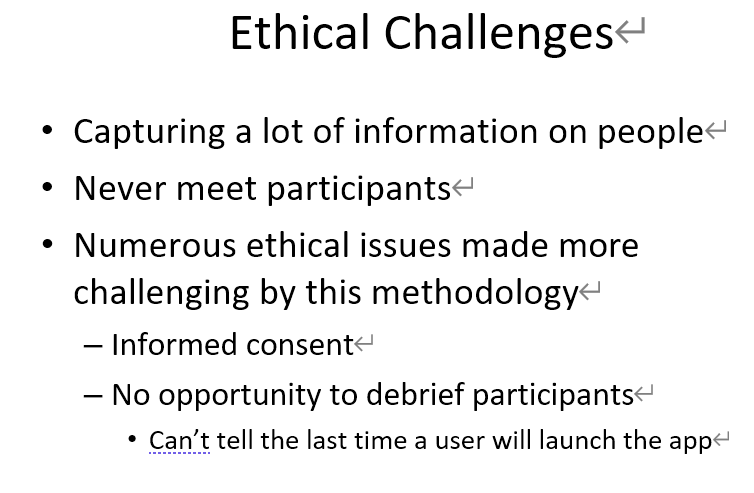 Ethical Challenges
• Capturing a lot of information on people
• Never meet participants
• Numerous ethical issues made more
challenging by this methodology
– Informed consent
– No opportunity to debrief participants
• Can't tell the last time a user will launch the app